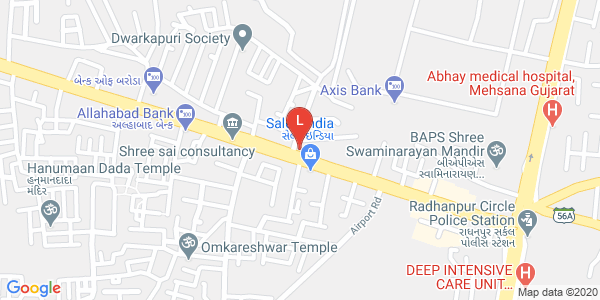 Dwarkapuri Society
બેન્ક ઓફ બરોડા
Allahabad Bank
અલ્હાબાદ બેન્ક
Axis Bank
Abhay medical hospital,
Mehsana Gujarat
L
India
ઇન્ડિયા
Shree sai consultancy
BAPS Shree
Swaminarayan Mandir
બીએપીએસ
સ્વામિનારાયણ...
Hanumaan Dada Temple
હનુમાનદાદા
મંદિર
Radhanpur Circle
Police Station
રાધનપુર સર્કલ
પોલીસ સ્ટેશન
56A
Airport Rd
Omkareshwar Temple
DEEP INTENSIVE
CARE UNIT...
Google
Map data ©2020